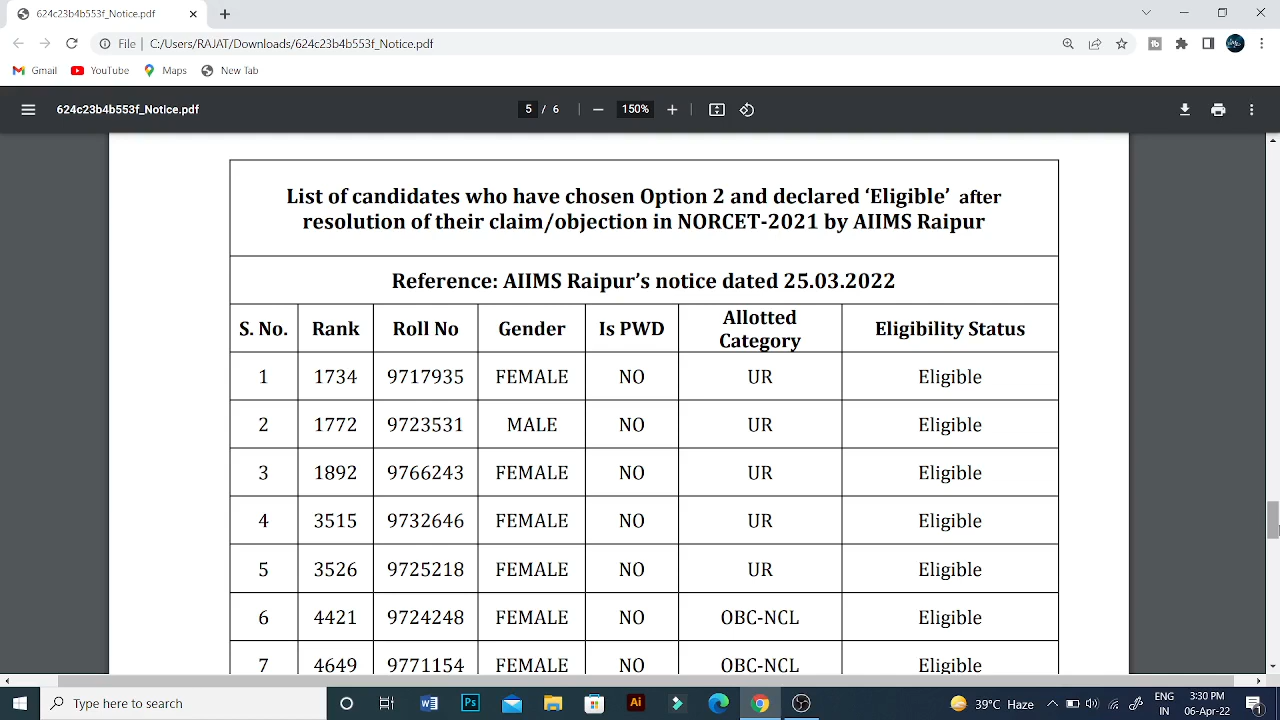 624c23b4b553f_Notice.pdf
File C:/Users/RAJAT/Downloads/624c23b4b553f_Notice.pdf
Gmail YouTube Maps New Tab
624c23b4b553f_Notice.pdf 5 / 6 150%
List of candidates who have chosen Option 2 and declared ‘Eligible’ after
resolution of their claim/objection in NORCET-2021 by AIIMS Raipur
Reference: AIIMS Raipur’s notice dated 25.03.2022
S. No. Rank Roll No Gender Is PWD Allotted Category Eligibility Status
1 1734 9717935 FEMALE NO UR Eligible
2 1772 9723531 MALE NO UR Eligible
3 1892 9766243 FEMALE NO UR Eligible
4 3515 9732646 FEMALE NO UR Eligible
5 3526 9725218 FEMALE NO UR Eligible
6 4421 9724248 FEMALE NO OBC-NCL Eligible
7 4649 9771154 FEMALE NO OBC-NCL Eligible
Type here to search Ps Ai 39°C Haze ENG IN 3:30 PM 06-Apr-22